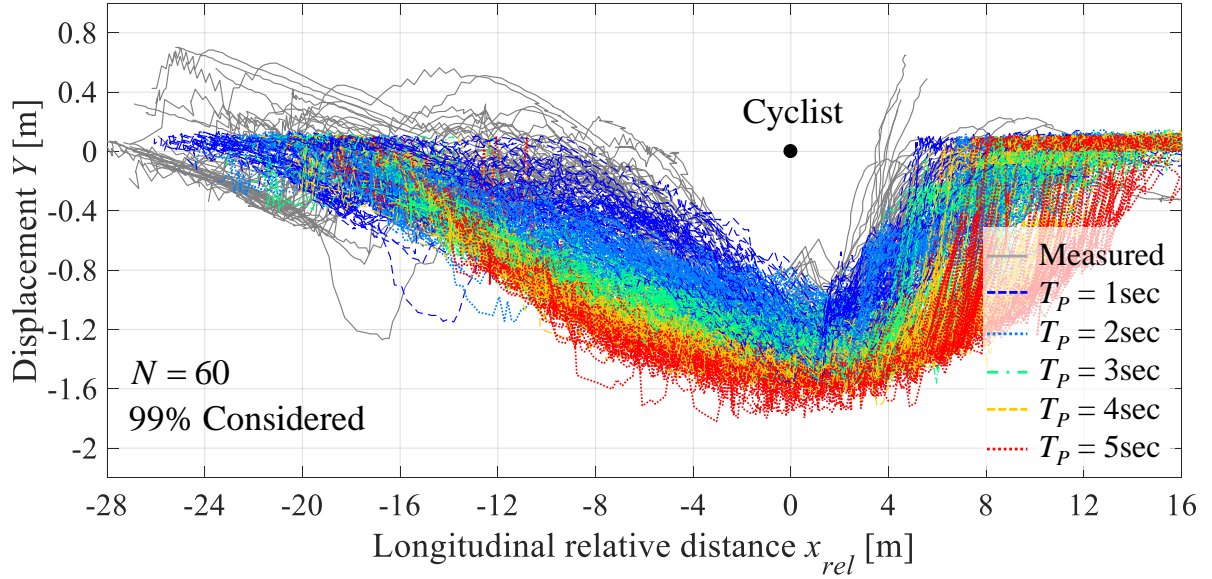 0.8
0.4
0
-0.4
-0.8
-1.2
-1.6
-2
Displacement Y [m]
Cyclist
N = 60
99% Considered
Measured
T_P = 1sec
T_P = 2sec
T_P = 3sec
T_P = 4sec
T_P = 5sec
-28 -24 -20 -16 -12 -8 -4 0 4 8 12 16
Longitudinal relative distance x_rel [m]